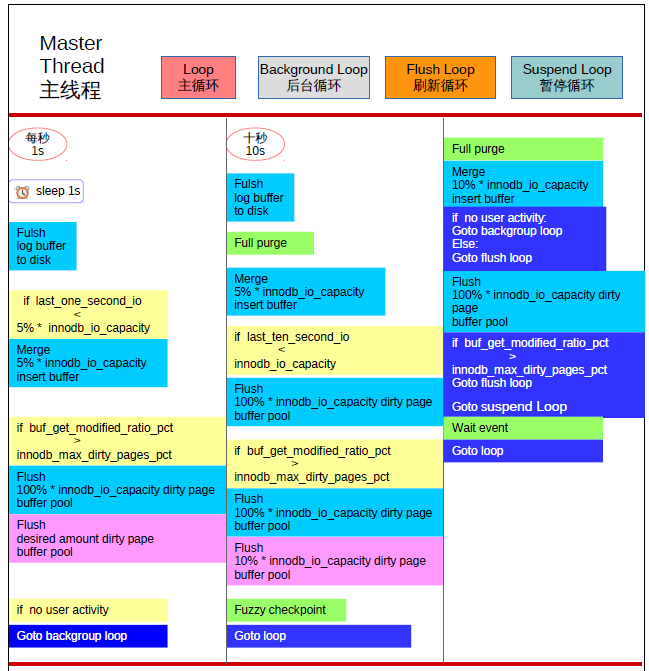 Master
Thread
主线程
Loop
主循环
Background Loop
后台循环
Flush Loop
刷新循环
Suspend Loop
暂停循环
每秒
1s
sleep 1s
Fulsh
log buffer
to disk
if last_one_second_io
<
5% * innodb_io_capacity
Merge
5% * innodb_io_capacity
insert buffer
if buf_get_modified_ratio_pct
>
innodb_max_dirty_pages_pct
Flush
100% * innodb_io_capacity dirty page
buffer pool
Flush
desired amount dirty pape
buffer pool
if no user activity
Goto backgroup loop
十秒
10s
Fulsh
log buffer
to disk
Full purge
Merge
5% * innodb_io_capacity
insert buffer
if last_ten_second_io
<
innodb_io_capacity
Flush
100% * innodb_io_capacity dirty page
buffer pool
if buf_get_modified_ratio_pct
>
innodb_max_dirty_pages_pct
Flush
100% * innodb_io_capacity dirty page
buffer pool
Flush
10% * innodb_io_capacity dirty page
buffer pool
Fuzzy checkpoint
Goto loop
Full purge
Merge
10% * innodb_io_capacity
insert buffer
if no user activity:
Goto backgroup loop
Else:
Goto flush loop
Flush
100% * innodb_io_capacity dirty
page
buffer pool
if buf_get_modified_ratio_pct
>
innodb_max_dirty_pages_pct
Goto flush loop
Goto suspend Loop
Wait event
Goto loop